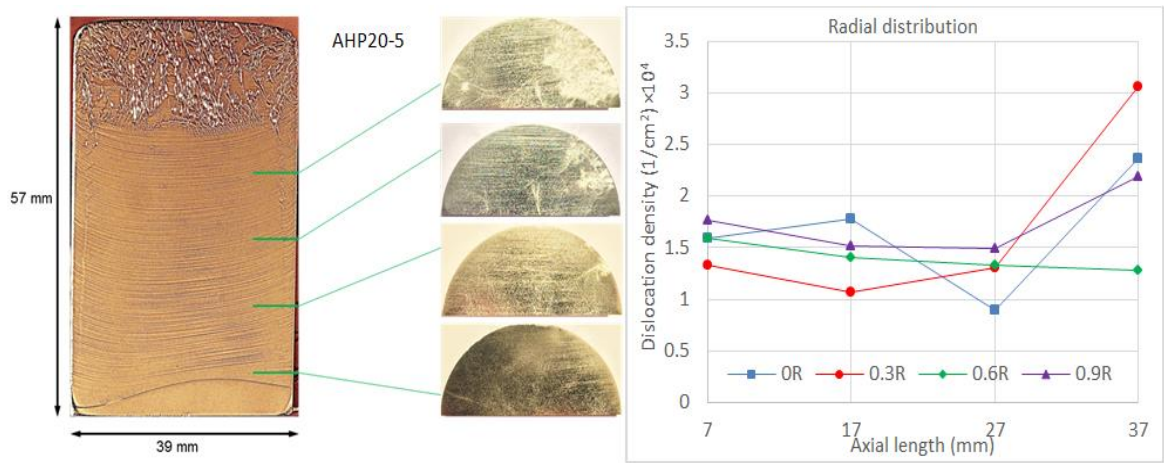 AHP20-5
57 mm
39 mm
Radial distribution
Dislocation density (1/cm²) ×10⁴
3.5
3
2.5
2
1.5
1
0.5
0
0R
0.3R
0.6R
0.9R
7
17
27
37
Axial length (mm)